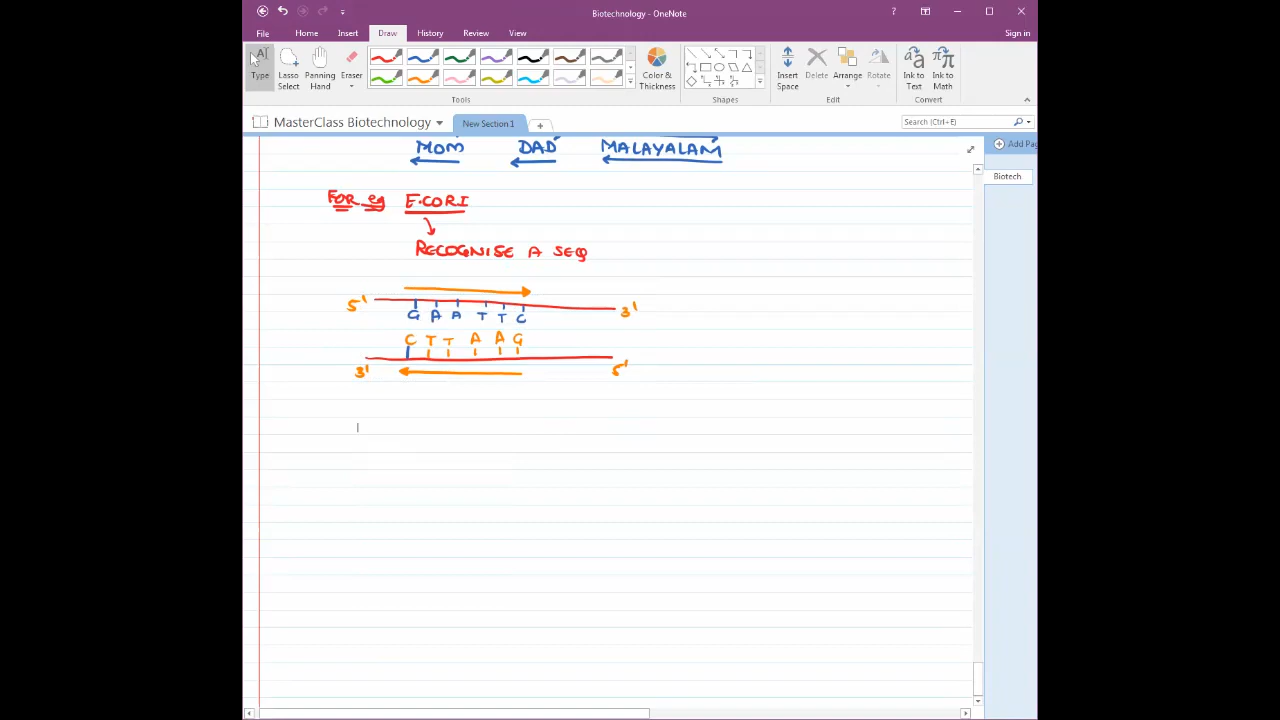 Biotechnology - OneNote
?
File Home Insert Draw History Review View Sign in
Type Lasso Select Panning Hand Eraser Color & Thickness Insert Space Delete Arrange Rotate Ink to Text Ink to Math
Tools Shapes Edit Convert
MasterClass Biotechnology New Section 1 Search (Ctrl+E)
Add Pag
Biotech
MOM DAD MALAYALAM
FOR eg E.CORI
RECOGNISE A SEQ
5' 3'
G A A T T C
C T T A A G
3' 5'